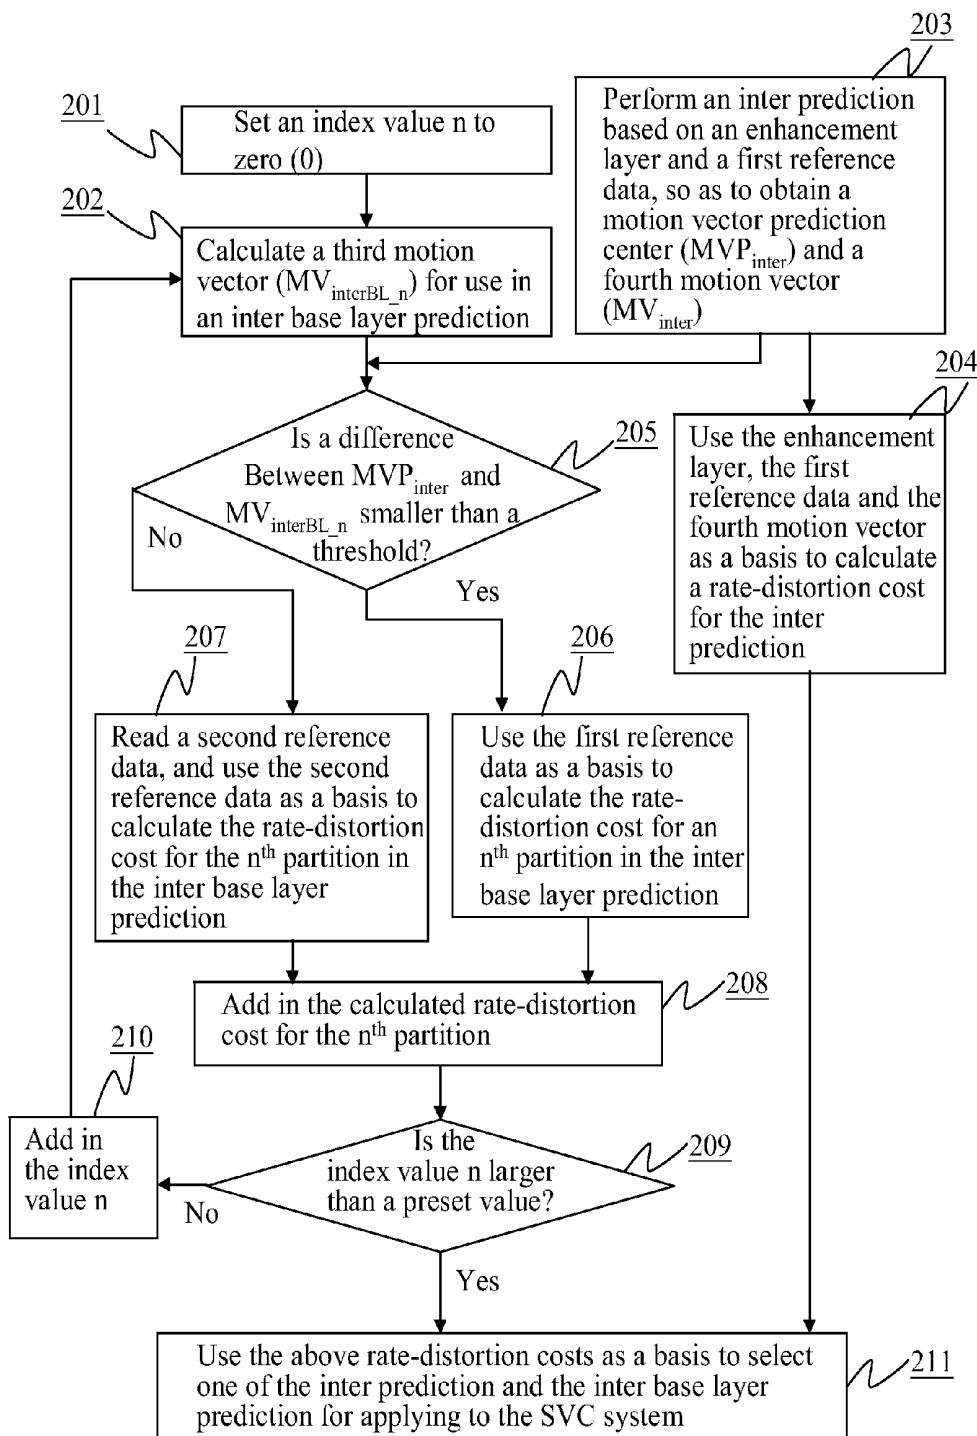 203
201
Set an index value n to
zero (0)
Perform an inter prediction
based on an enhancement
layer and a first reference
data, so as to obtain a
motion vector prediction
center (MVPinter) and a
fourth motion vector
(MVinter)
202
Calculate a third motion
vector (MVinterBL_n) for use in
an inter base layer prediction
204
Use the enhancement
layer, the first
reference data and the
fourth motion vector
as a basis to calculate
a rate-distortion cost
for the inter
prediction
205
Is a difference
Between MVPinter and
MVinterBL_n smaller than a
threshold?
No
Yes
207
Read a second reference
data, and use the second
reference data as a basis to
calculate the rate-distortion
cost for the nth partition in
the inter base layer
prediction
206
Use the first reference
data as a basis to
calculate the rate-
distortion cost for an
nth partition in the inter
base layer prediction
208
Add in the calculated rate-distortion
cost for the nth partition
210
Add in
the index
value n
209
Is the
index value n larger
than a preset value?
No
Yes
211
Use the above rate-distortion costs as a basis to select
one of the inter prediction and the inter base layer
prediction for applying to the SVC system